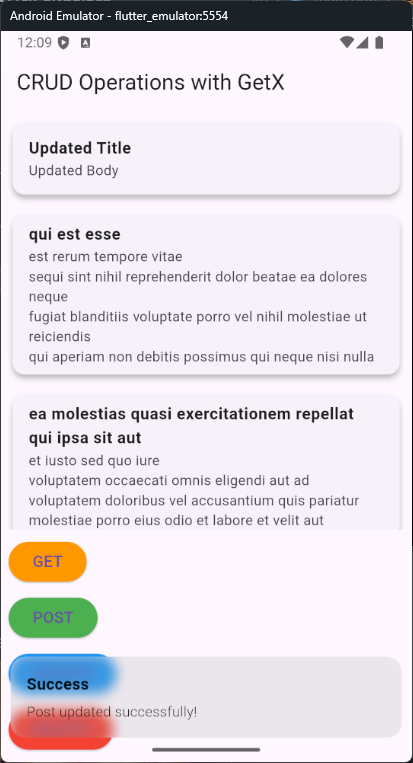 Android Emulator - flutter_emulator:5554
12:09
CRUD Operations with GetX
Updated Title
Updated Body
qui est esse
est rerum tempore vitae
sequi sint nihil reprehenderit dolor beatae ea dolores
neque
fugiat blanditiis voluptate porro vel nihil molestiae ut
reiciendis
qui aperiam non debitis possimus qui neque nisi nulla
ea molestias quasi exercitationem repellat
qui ipsa sit aut
et iusto sed quo iure
voluptatem occaecati omnis eligendi aut ad
voluptatem doloribus vel accusantium quis pariatur
molestiae porro eius odio et labore et velit aut
GET
POST
Success
Post updated successfully!